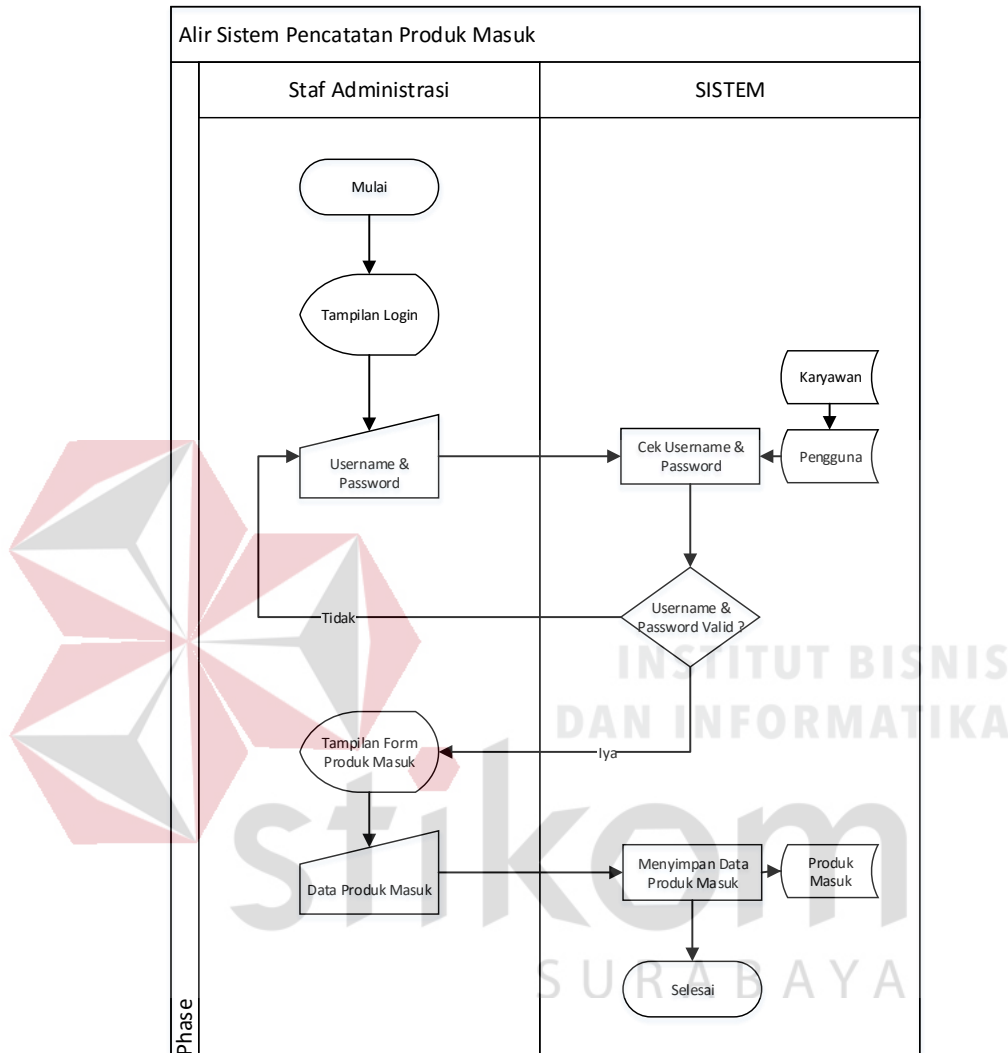 Alir Sistem Pencatatan Produk Masuk
Staf Administrasi
SISTEM
Mulai
Tampilan Login
Karyawan
Username &
Password
Cek Username &
Password
Pengguna
Username &
Password Valid ?
Tidak
INSTITUT BISNIS
DAN INFORMATIKA
Tampilan Form
Produk Masuk
Iya
stikom
Data Produk Masuk
Menyimpan Data
Produk Masuk
Produk
Masuk
SURABAYA
Selesai
Phase